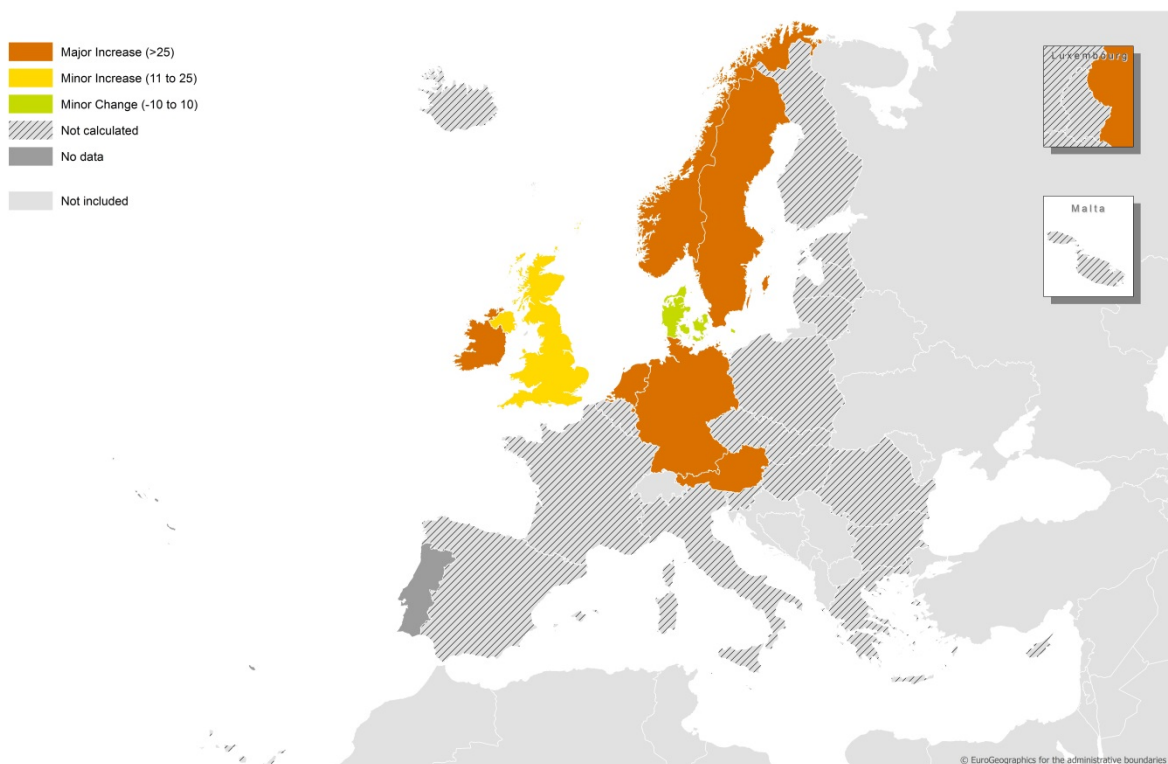 Major Increase (>25)
Minor Increase (11 to 25)
Minor Change (-10 to 10)
Not calculated
No data
Not included
Luxembourg
Malta
© EuroGeographics for the administrative boundaries